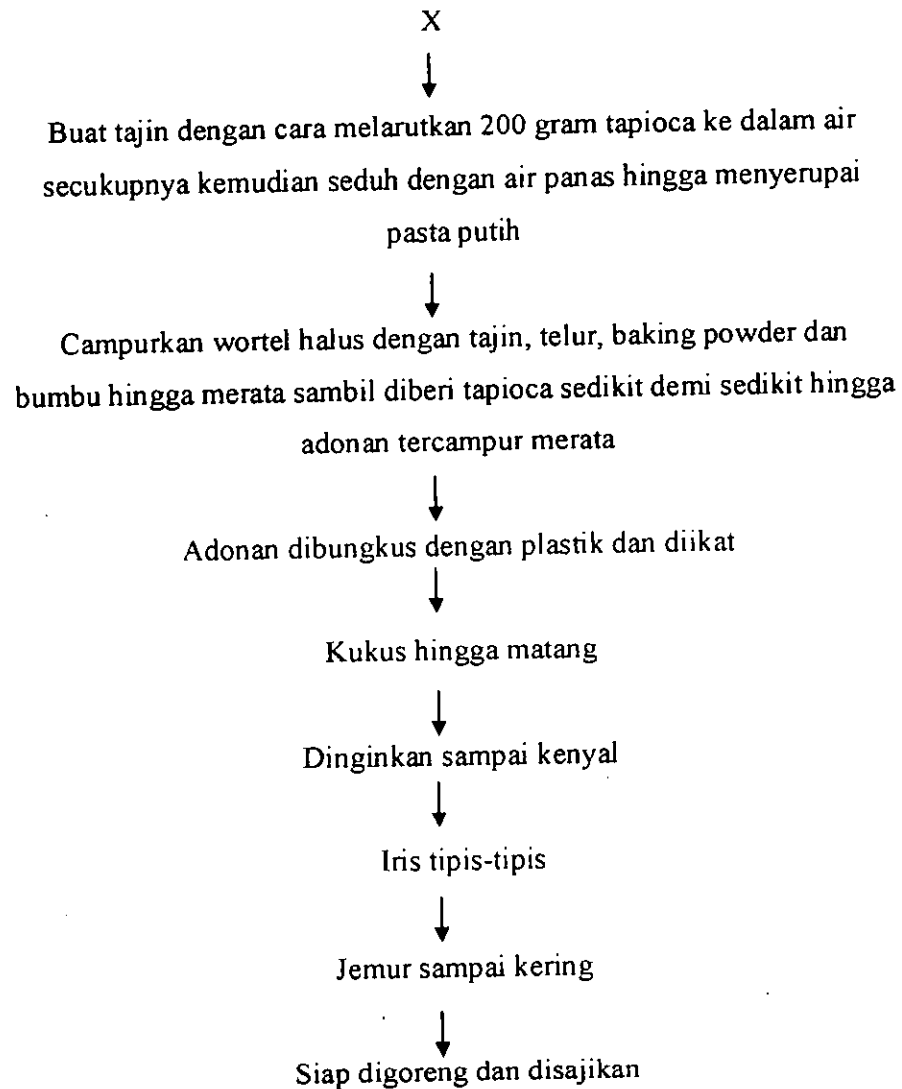 X
Buat tajin dengan cara melarutkan 200 gram tapioca ke dalam air
secukupnya kemudian seduh dengan air panas hingga menyerupai
pasta putih
Campurkan wortel halus dengan tajin, telur, baking powder dan
bumbu hingga merata sambil diberi tapioca sedikit demi sedikit hingga
adonan tercampur merata
Adonan dibungkus dengan plastik dan diikat
Kukus hingga matang
Dinginkan sampai kenyal
Iris tipis-tipis
Jemur sampai kering
Siap digoreng dan disajikan